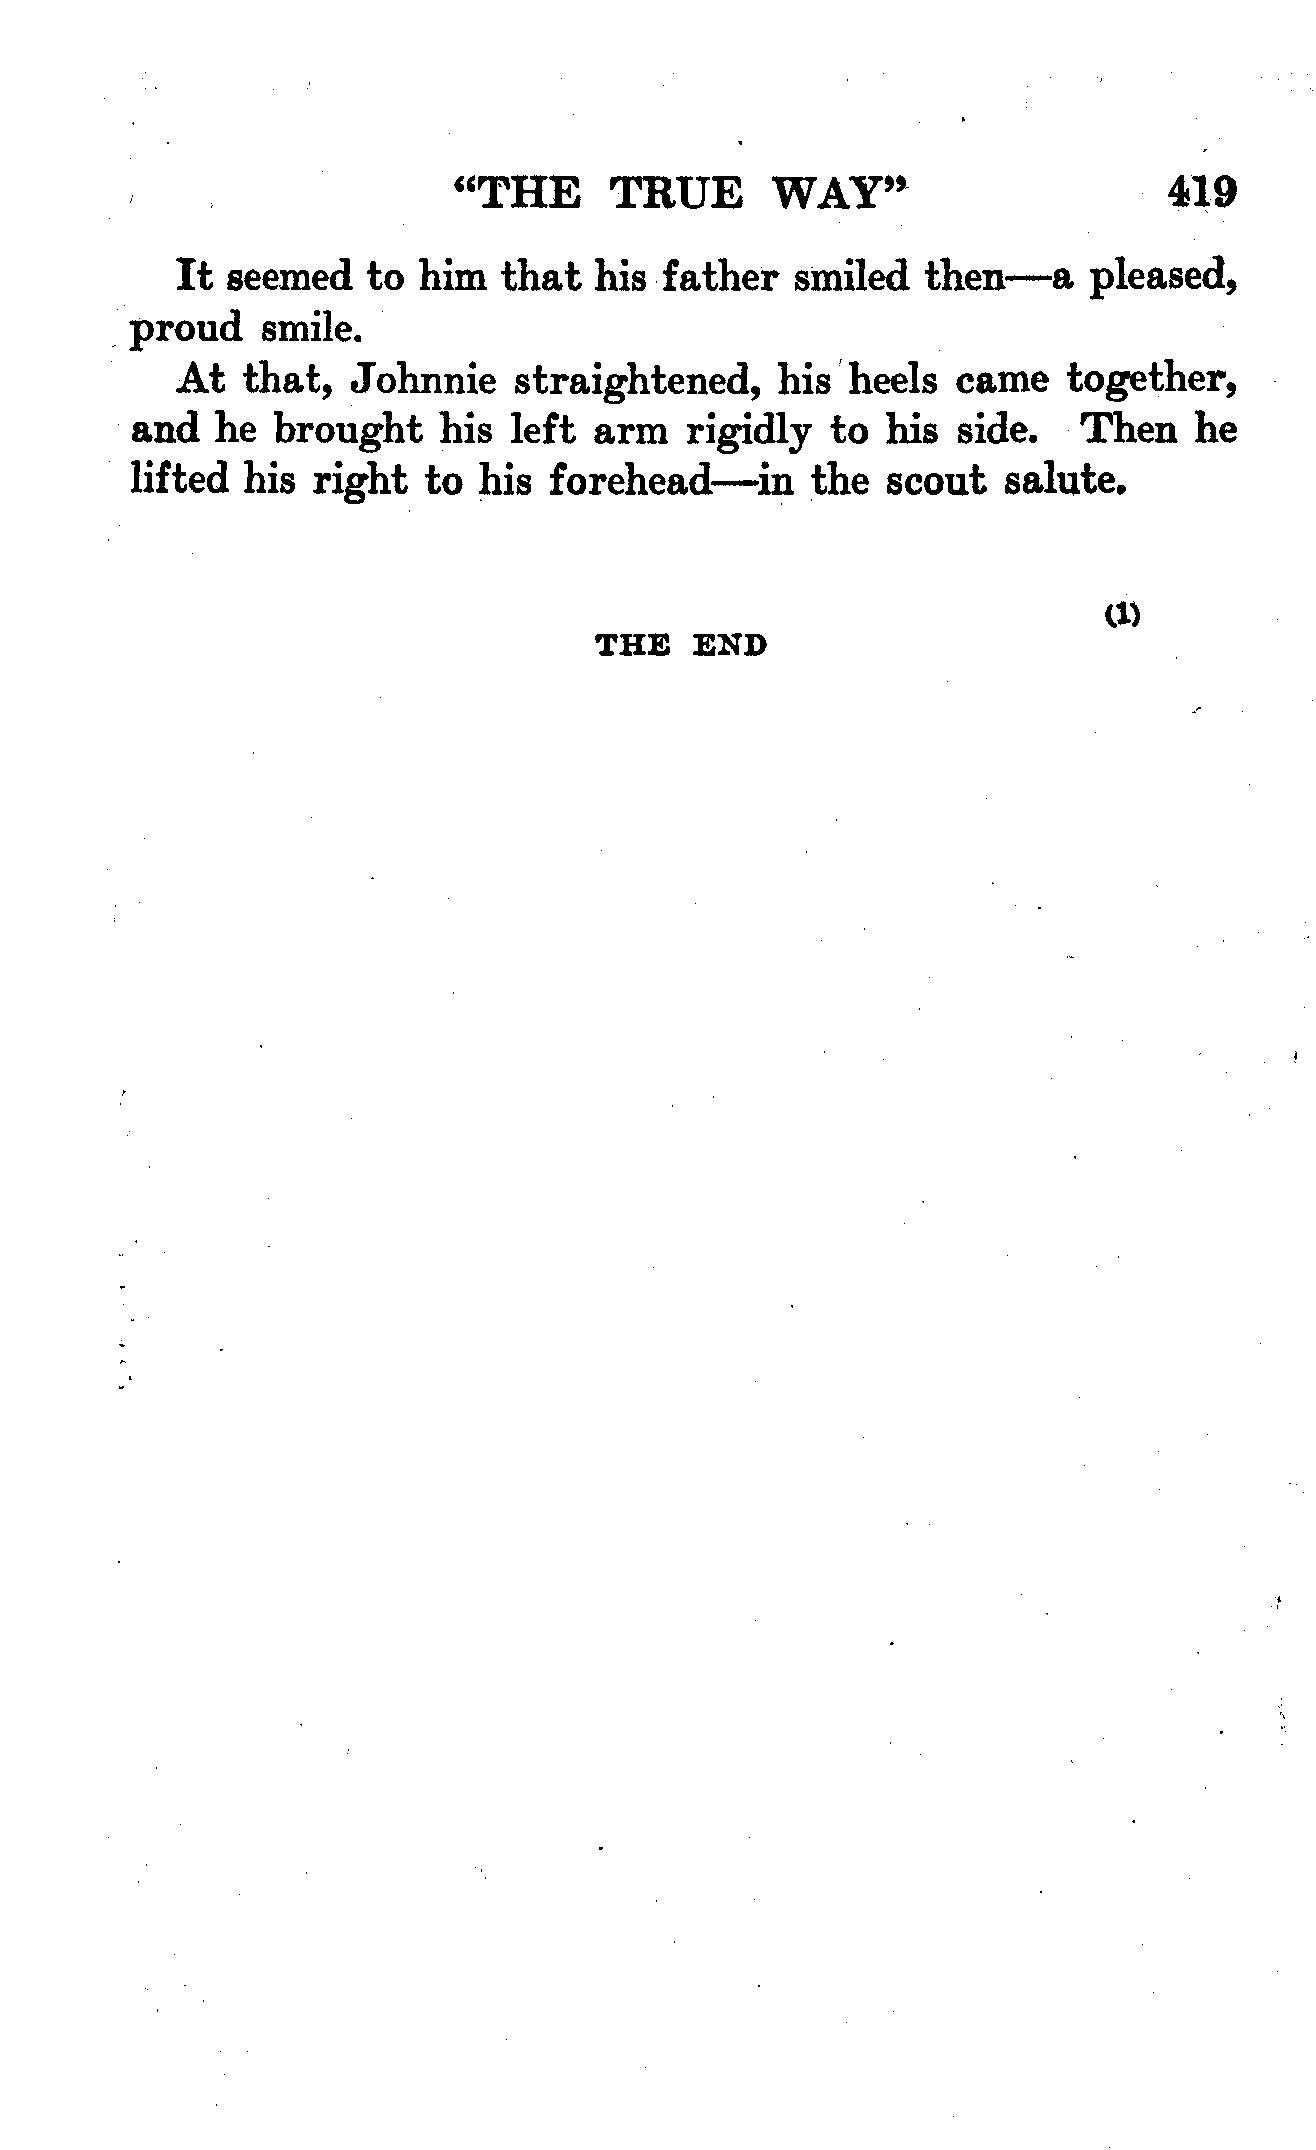 “THE TRUE WAY” 419
It seemed to him that his father smiled then—a pleased,
proud smile.
At that, Johnnie straightened, his heels came together,
and he brought his left arm rigidly to his side. Then he
lifted his right to his forehead—in the scout salute.
(1)
THE END